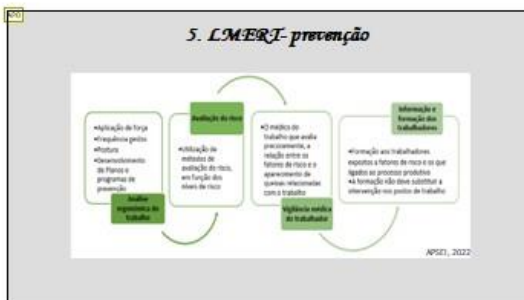 5. LMERT- prevenção
•Aplicação de força
•Frequência gestos
•Postura
•Desenvolvimento
de Planos e
programas de
prevenção
Análise
ergonómica do
trabalho
Avaliação do risco
•Utilização de
métodos de
avaliação do risco,
em função dos
níveis de risco
•O médico do
trabalho que avalia
precisamente, a
relação entre os
fatores de risco e o
aparecimento de
queixas relacionadas
com o trabalho
Vigilância médica
do trabalhador
Informação e
formação dos
trabalhadores
•Formação aos trabalhadores
expostos a fatores de risco e os que
ligados ao processo produtivo
•A formação não deve substituir a
intervenção nos postos de trabalho
APSEI, 2022